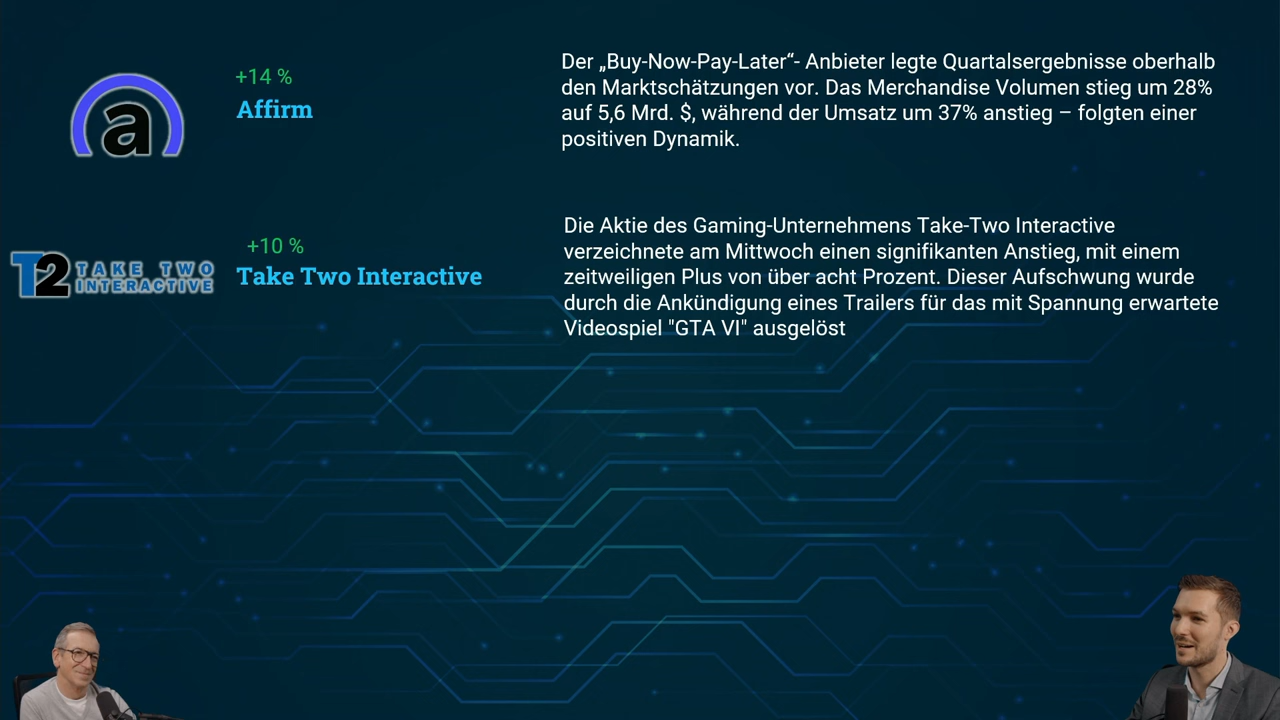 +14 %
Affirm
a
Der „Buy-Now-Pay-Later“- Anbieter legte Quartalsergebnisse oberhalb
den Marktschätzungen vor. Das Merchandise Volumen stieg um 28%
auf 5,6 Mrd. $, während der Umsatz um 37% anstieg – folgten einer
positiven Dynamik.
+10 %
Take Two Interactive
T2 TAKE TWO
INTERACTIVE
Die Aktie des Gaming-Unternehmens Take-Two Interactive
verzeichnete am Mittwoch einen signifikanten Anstieg, mit einem
zeitweiligen Plus von über acht Prozent. Dieser Aufschwung wurde
durch die Ankündigung eines Trailers für das mit Spannung erwartete
Videospiel "GTA VI" ausgelöst